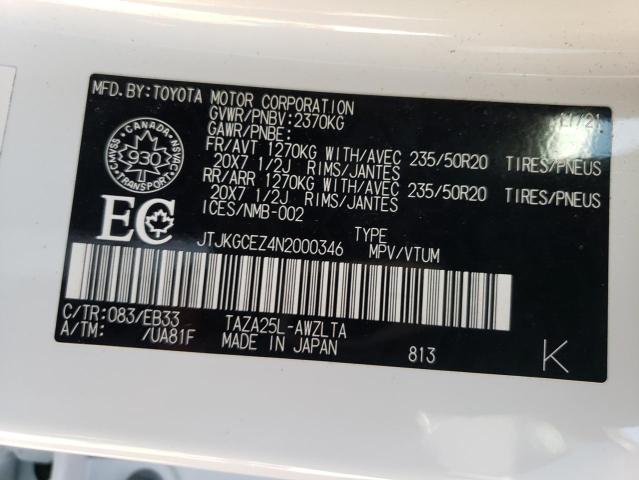 MFD.BY:TOYOTA MOTOR CORPORATION 11/21
GVWR/PNBV:2370KG
GAWR/PNBE:
FR/AVT 1270KG WITH/AVEC 235/50R20 TIRES/PNEUS
20X7 1/2J RIMS/JANTES
RR/ARR 1270KG WITH/AVEC 235/50R20 TIRES/PNEUS
20X7 1/2J RIMS/JANTES
ICES/NMB-002
CANADA
CMVSS 930 NSVAC
TRANSPORT
EC
JTJKGCEZ4N2000346 TYPE
MPV/VTUM
C/TR:083/EB33 TAZA25L-AWZLTA
A/TM: /UA81F MADE IN JAPAN 813 K